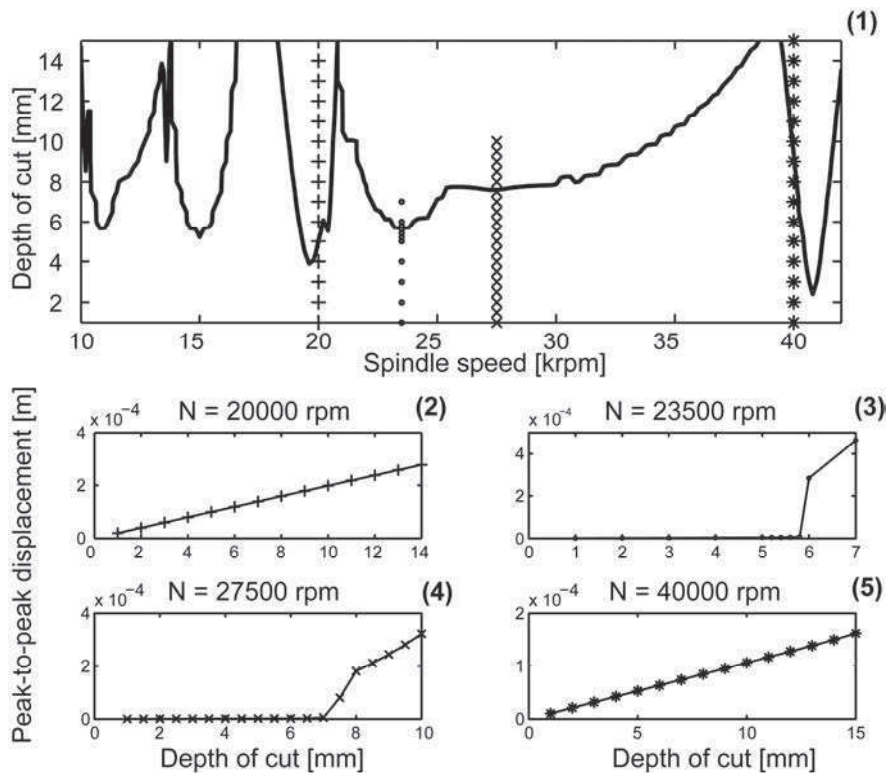 (1)
Depth of cut [mm]
14
12
10
8
6
4
2
10 15 20 25 30 35 40
Spindle speed [krpm]
Peak-to-peak displacement [m]
x 10⁻⁴ N = 20000 rpm (2)
4
2
0
0 2 4 6 8 10 12 14
x 10⁻⁴ N = 23500 rpm (3)
4
2
0
0 1 2 3 4 5 6 7
x 10⁻⁴ N = 27500 rpm (4)
4
2
0
0 2 4 6 8 10
Depth of cut [mm]
x 10⁻⁴ N = 40000 rpm (5)
2
1
0
0 5 10 15
Depth of cut [mm]